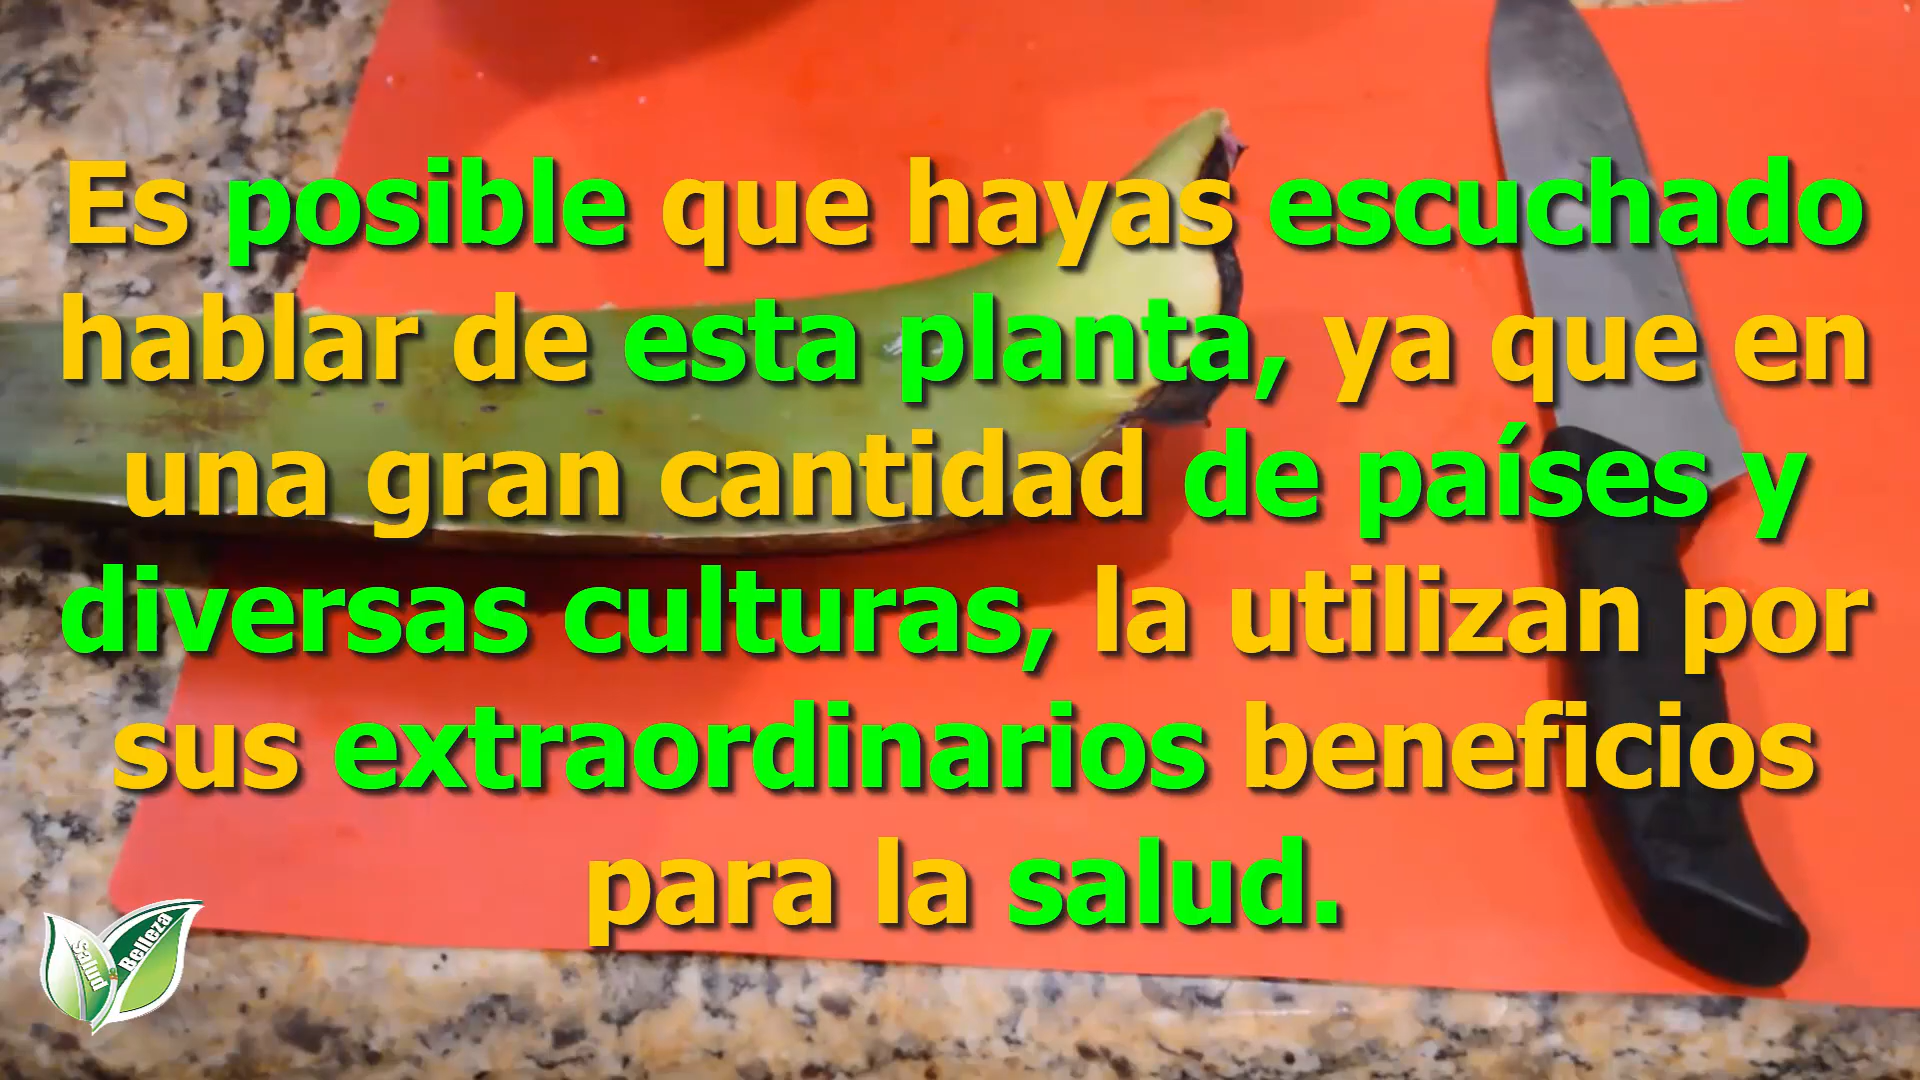 Es posible que hayas escuchado
hablar de esta planta, ya que en
una gran cantidad de países y
diversas culturas, la utilizan por
sus extraordinarios beneficios
para la salud.
Salud
Belleza